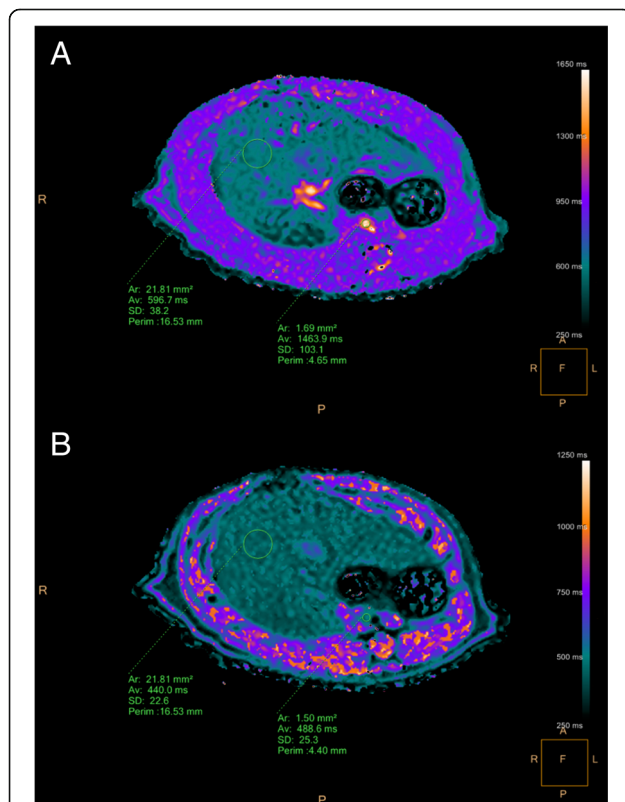 A
1650 ms
1300 ms
950 ms
600 ms
250 ms
R
Ar: 21.81 mm²
Av: 596.7 ms
SD: 38.2
Perim :16.53 mm
Ar: 1.69 mm²
Av: 1463.9 ms
SD: 103.1
Perim :4.65 mm
A
R F L
P
P
B
1250 ms
1000 ms
750 ms
500 ms
250 ms
R
Ar: 21.81 mm²
Av: 440.0 ms
SD: 22.6
Perim :16.53 mm
Ar: 1.50 mm²
Av: 488.6 ms
SD: 25.3
Perim :4.40 mm
A
R F L
P
P